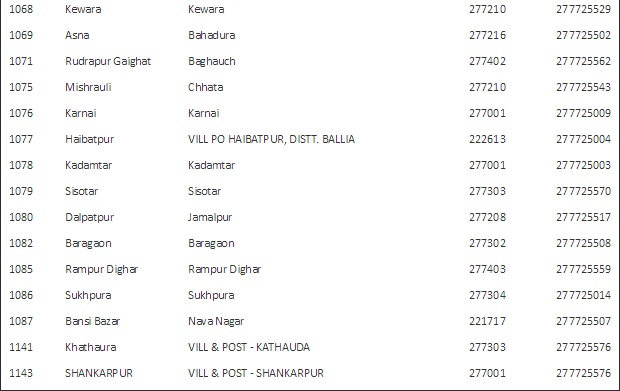 1068 Kewara Kewara 277210 277725529
1069 Asna Bahadura 277216 277725502
1071 Rudrapur Gaighat Baghauch 277402 277725562
1075 Mishrauli Chhata 277210 277725543
1076 Karnai Karnai 277001 277725009
1077 Haibatpur VILL PO HAIBATPUR, DISTT. BALLIA 222613 277725004
1078 Kadamtar Kadamtar 277001 277725003
1079 Sisotar Sisotar 277303 277725570
1080 Dalpatpur Jamalpur 277208 277725517
1082 Baragaon Baragaon 277302 277725508
1085 Rampur Dighar Rampur Dighar 277403 277725559
1086 Sukhpura Sukhpura 277304 277725014
1087 Bansi Bazar Nava Nagar 221717 277725507
1141 Khathaura VILL & POST - KATHAUDA 277303 277725576
1143 SHANKARPUR VILL & POST - SHANKARPUR 277001 277725576